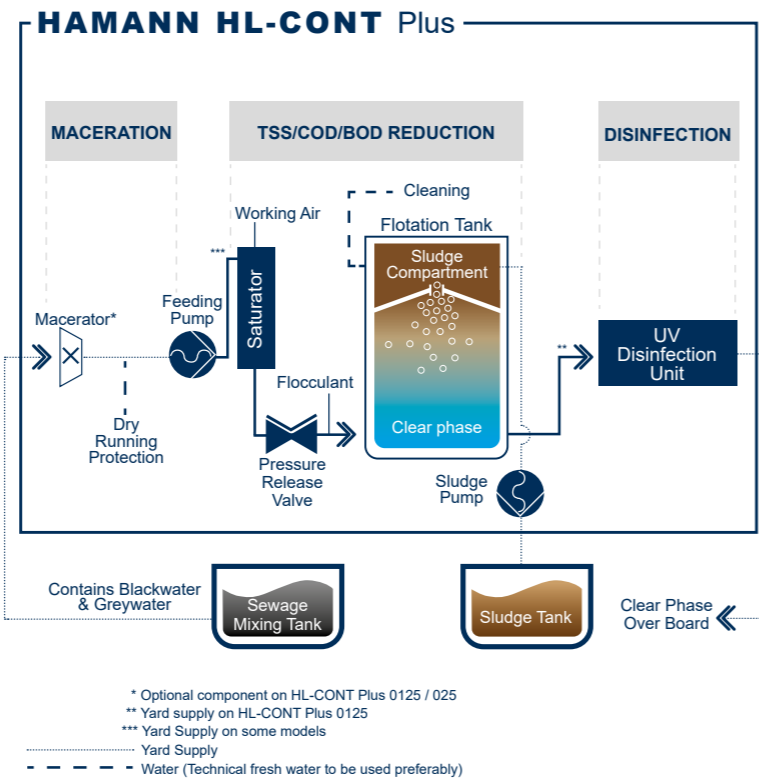 HAMANN HL-CONT Plus
MACERATION
TSS/COD/BOD REDUCTION
DISINFECTION
Cleaning
Working Air
Flotation Tank
***
Sludge
Compartment
Saturator
Feeding
Pump
Macerator*
**
UV
Disinfection
Unit
Flocculant
Dry
Running
Protection
Clear phase
Pressure
Release
Valve
Sludge
Pump
Contains Blackwater
& Greywater
Sewage
Mixing Tank
Sludge Tank
Clear Phase
Over Board
* Optional component on HL-CONT Plus 0125 / 025
** Yard supply on HL-CONT Plus 0125
*** Yard Supply on some models
Yard Supply
Water (Technical fresh water to be used preferably)